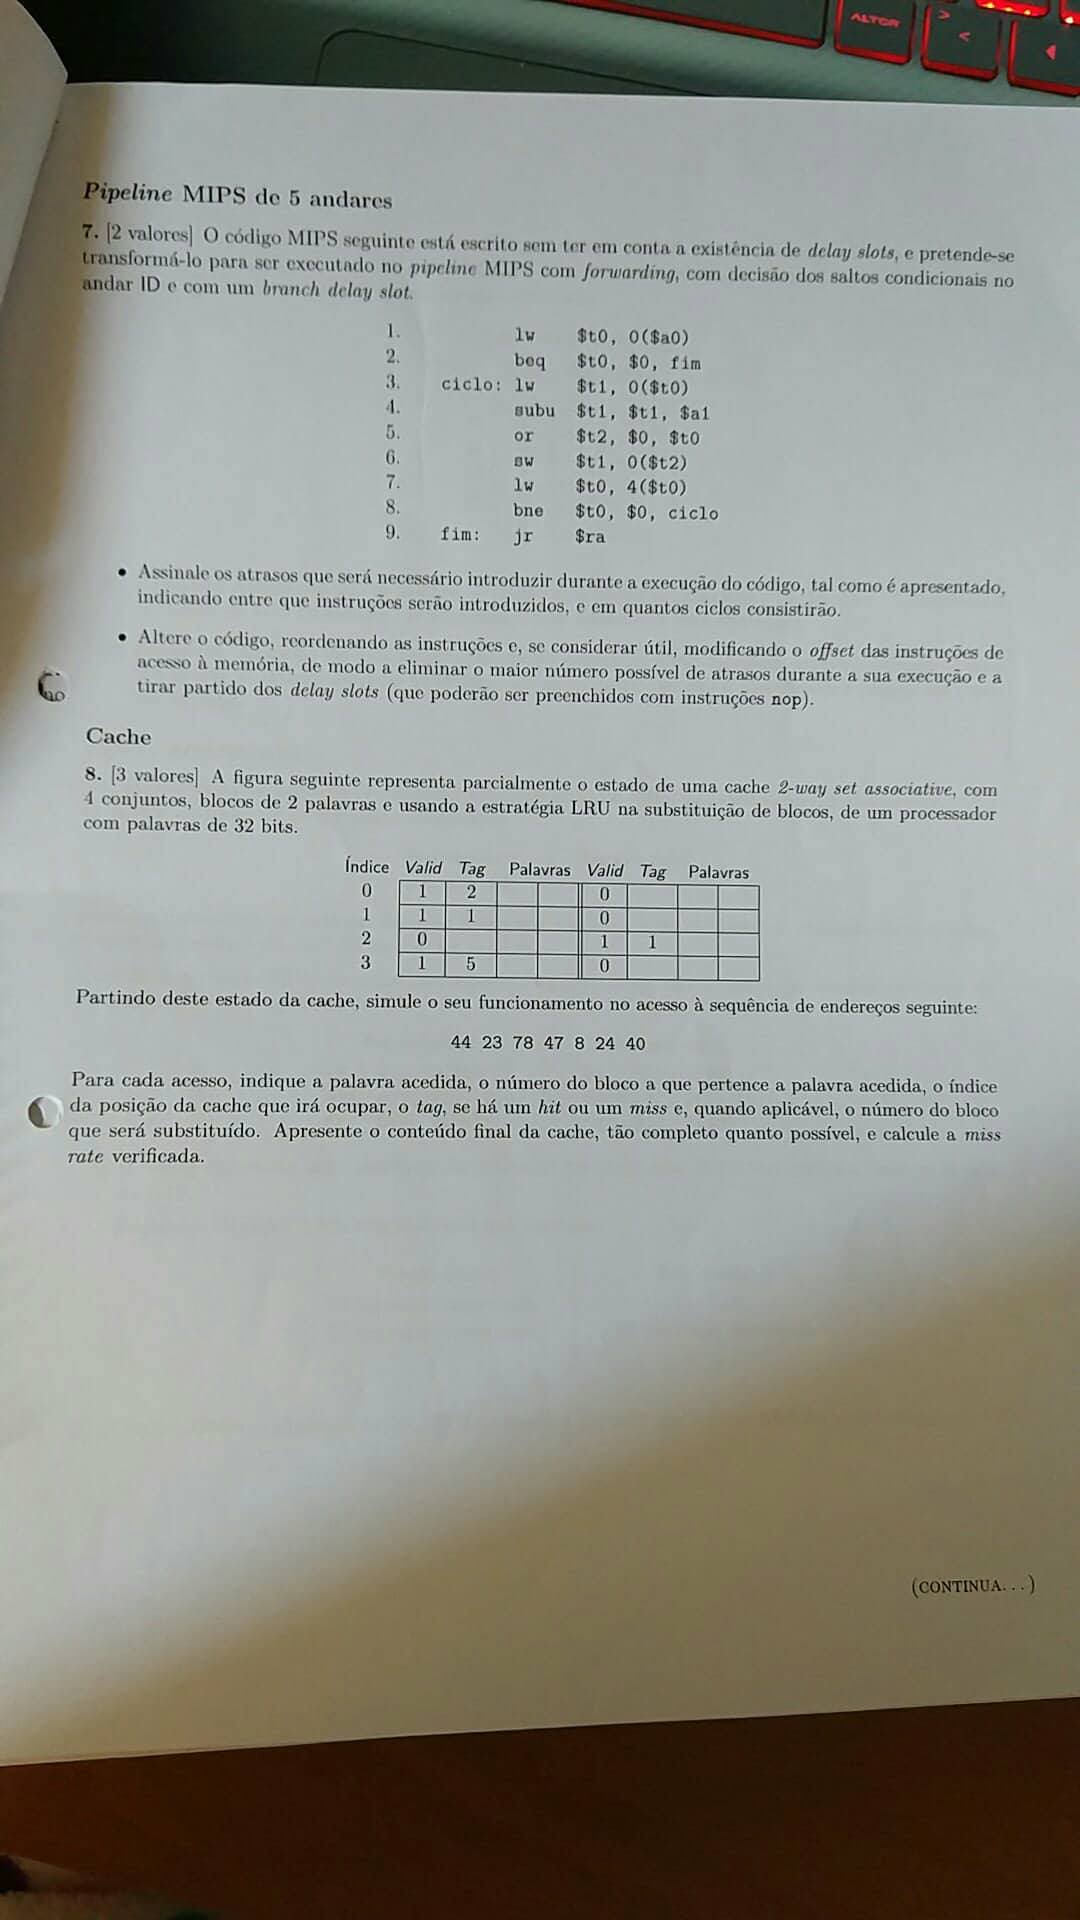 ALTGR
>
<
Pipeline MIPS de 5 andares
7. [2 valores] O código MIPS seguinte está escrito sem ter em conta a existência de delay slots, e pretende-se
transformá-lo para ser executado no pipeline MIPS com forwarding, com decisão dos saltos condicionais no
andar ID e com um branch delay slot.
1. lw $t0, 0($a0)
2. beq $t0, $0, fim
3. ciclo: lw $t1, 0($t0)
4. subu $t1, $t1, $a1
5. or $t2, $0, $t0
6. sw $t1, 0($t2)
7. lw $t0, 4($t0)
8. bne $t0, $0, ciclo
9. fim: jr $ra
• Assinale os atrasos que será necessário introduzir durante a execução do código, tal como é apresentado,
indicando entre que instruções serão introduzidos, e em quantos ciclos consistirão.
• Altere o código, reordenando as instruções e, se considerar útil, modificando o offset das instruções de
acesso à memória, de modo a eliminar o maior número possível de atrasos durante a sua execução e a
tirar partido dos delay slots (que poderão ser preenchidos com instruções nop).
Cache
8. [3 valores] A figura seguinte representa parcialmente o estado de uma cache 2-way set associative, com
4 conjuntos, blocos de 2 palavras e usando a estratégia LRU na substituição de blocos, de um processador
com palavras de 32 bits.
Índice Valid Tag Palavras Valid Tag Palavras
0 1 2 0
1 1 1 0
2 0 1 1
3 1 5 0
Partindo deste estado da cache, simule o seu funcionamento no acesso à sequência de endereços seguinte:
44 23 78 47 8 24 40
Para cada acesso, indique a palavra acedida, o número do bloco a que pertence a palavra acedida, o índice
da posição da cache que irá ocupar, o tag, se há um hit ou um miss e, quando aplicável, o número do bloco
que será substituído. Apresente o conteúdo final da cache, tão completo quanto possível, e calcule a miss
rate verificada.
(CONTINUA...)